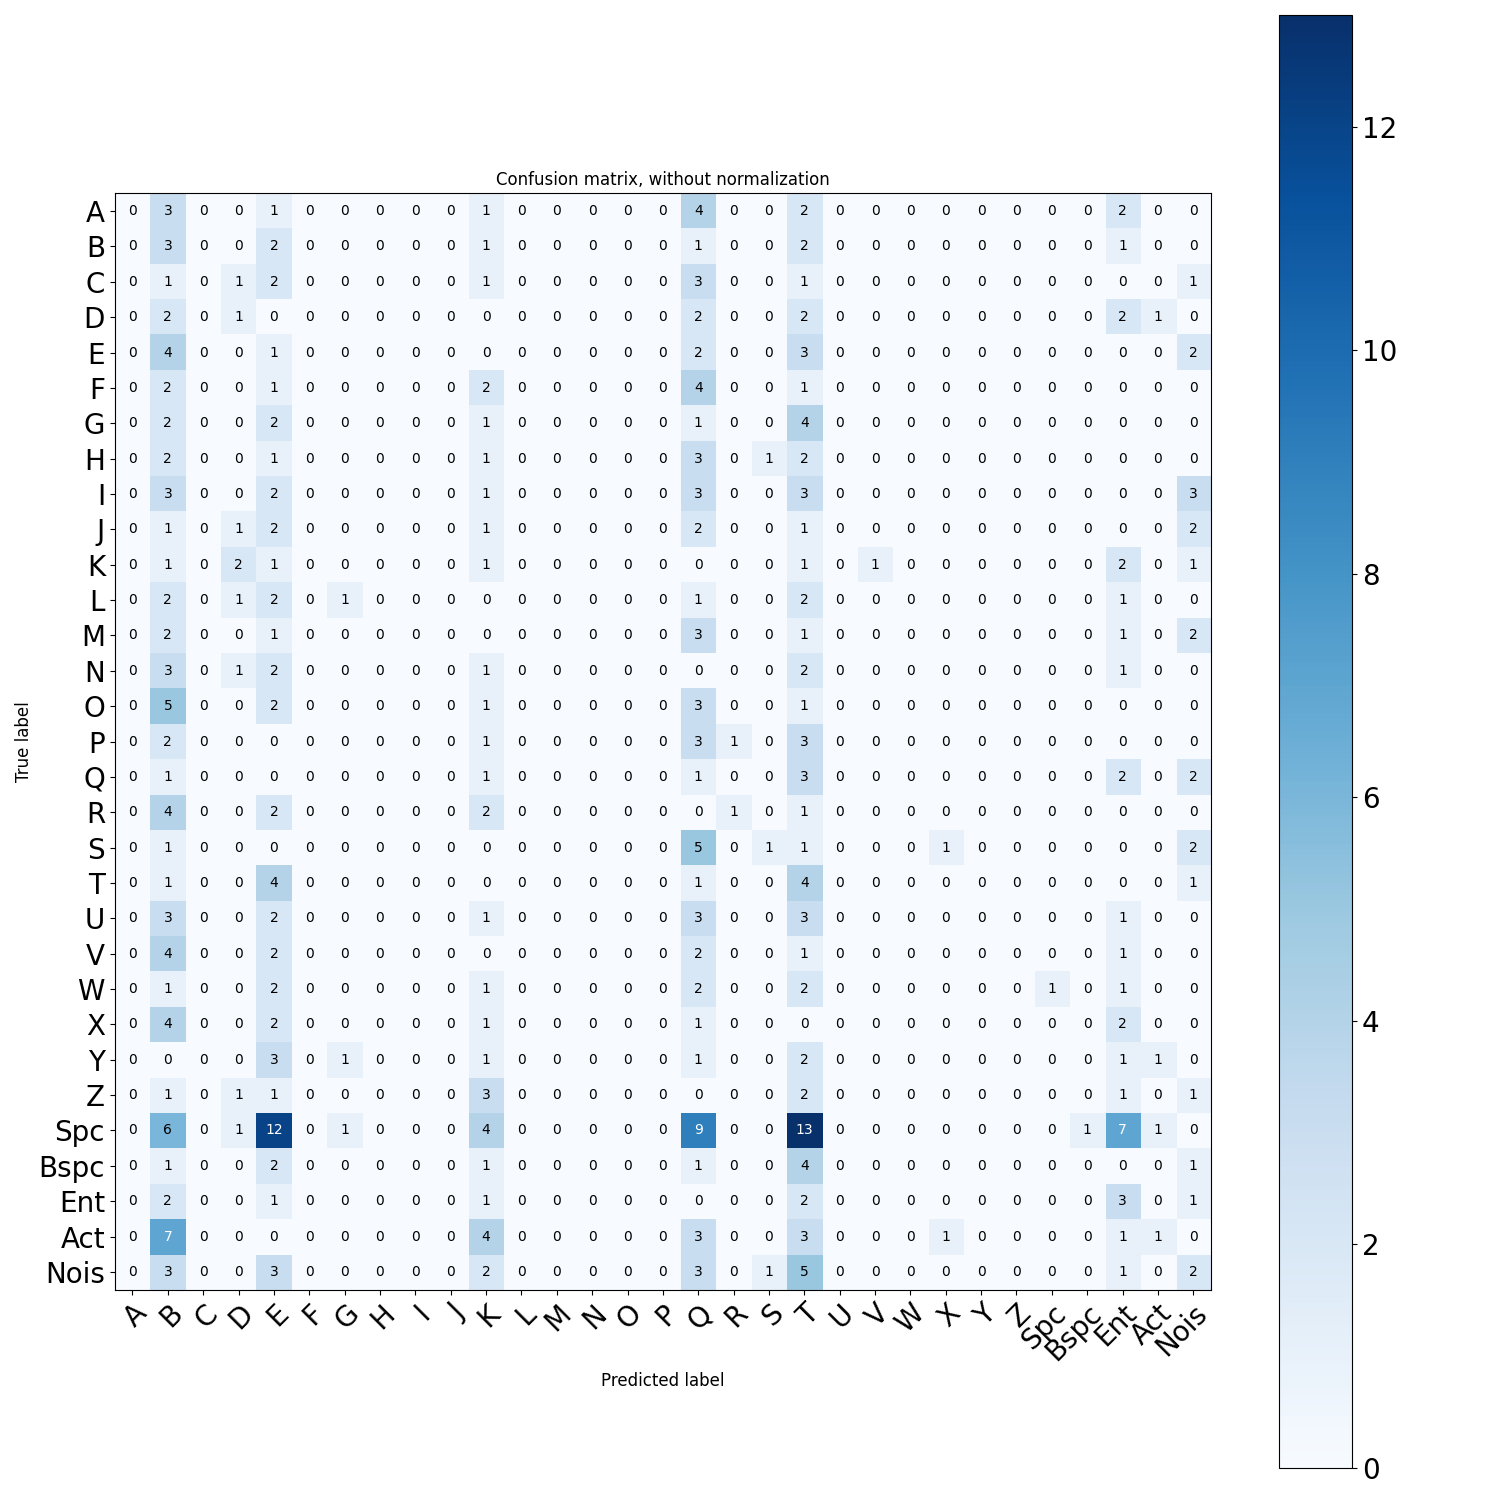 Confusion matrix, without normalization
A 0 3 0 0 1 0 0 0 0 0 1 0 0 0 0 0 4 0 0 2 0 0 0 0 0 0 0 0 2 0 0
B 0 3 0 0 2 0 0 0 0 0 1 0 0 0 0 0 1 0 0 2 0 0 0 0 0 0 0 0 1 0 0
C 0 1 0 1 2 0 0 0 0 0 1 0 0 0 0 0 3 0 0 1 0 0 0 0 0 0 0 0 0 0 1
D 0 2 0 1 0 0 0 0 0 0 0 0 0 0 0 0 2 0 0 2 0 0 0 0 0 0 0 0 2 1 0
E 0 4 0 0 1 0 0 0 0 0 0 0 0 0 0 0 2 0 0 3 0 0 0 0 0 0 0 0 0 0 2
F 0 2 0 0 1 0 0 0 0 0 2 0 0 0 0 0 4 0 0 1 0 0 0 0 0 0 0 0 0 0 0
G 0 2 0 0 2 0 0 0 0 0 1 0 0 0 0 0 1 0 0 4 0 0 0 0 0 0 0 0 0 0 0
H 0 2 0 0 1 0 0 0 0 0 1 0 0 0 0 0 3 0 1 2 0 0 0 0 0 0 0 0 0 0 0
I 0 3 0 0 2 0 0 0 0 0 1 0 0 0 0 0 3 0 0 3 0 0 0 0 0 0 0 0 0 0 3
J 0 1 0 1 2 0 0 0 0 0 1 0 0 0 0 0 2 0 0 1 0 0 0 0 0 0 0 0 0 0 2
K 0 1 0 2 1 0 0 0 0 0 1 0 0 0 0 0 0 0 0 1 0 1 0 0 0 0 0 0 2 0 1
L 0 2 0 1 2 0 1 0 0 0 0 0 0 0 0 0 1 0 0 2 0 0 0 0 0 0 0 0 1 0 0
M 0 2 0 0 1 0 0 0 0 0 0 0 0 0 0 0 3 0 0 1 0 0 0 0 0 0 0 0 1 0 2
N 0 3 0 1 2 0 0 0 0 0 1 0 0 0 0 0 0 0 0 2 0 0 0 0 0 0 0 0 1 0 0
O 0 5 0 0 2 0 0 0 0 0 1 0 0 0 0 0 3 0 0 1 0 0 0 0 0 0 0 0 0 0 0
P 0 2 0 0 0 0 0 0 0 0 1 0 0 0 0 0 3 1 0 3 0 0 0 0 0 0 0 0 0 0 0
Q 0 1 0 0 0 0 0 0 0 0 1 0 0 0 0 0 1 0 0 3 0 0 0 0 0 0 0 0 2 0 2
R 0 4 0 0 2 0 0 0 0 0 2 0 0 0 0 0 0 1 0 1 0 0 0 0 0 0 0 0 0 0 0
S 0 1 0 0 0 0 0 0 0 0 0 0 0 0 0 0 5 0 1 1 0 0 0 1 0 0 0 0 0 0 2
T 0 1 0 0 4 0 0 0 0 0 0 0 0 0 0 0 1 0 0 4 0 0 0 0 0 0 0 0 0 0 1
U 0 3 0 0 2 0 0 0 0 0 1 0 0 0 0 0 3 0 0 3 0 0 0 0 0 0 0 0 1 0 0
V 0 4 0 0 2 0 0 0 0 0 0 0 0 0 0 0 2 0 0 1 0 0 0 0 0 0 0 0 1 0 0
W 0 1 0 0 2 0 0 0 0 0 1 0 0 0 0 0 2 0 0 2 0 0 0 0 0 0 1 0 1 0 0
X 0 4 0 0 2 0 0 0 0 0 1 0 0 0 0 0 1 0 0 0 0 0 0 0 0 0 0 0 2 0 0
Y 0 0 0 0 3 0 1 0 0 0 1 0 0 0 0 0 1 0 0 2 0 0 0 0 0 0 0 0 1 1 0
Z 0 1 0 1 1 0 0 0 0 0 3 0 0 0 0 0 0 0 0 2 0 0 0 0 0 0 0 0 1 0 1
Spc 0 6 0 1 12 0 1 0 0 0 4 0 0 0 0 0 9 0 0 13 0 0 0 0 0 0 0 1 7 1 0
Bspc 0 1 0 0 2 0 0 0 0 0 1 0 0 0 0 0 1 0 0 4 0 0 0 0 0 0 0 0 0 0 1
Ent 0 2 0 0 1 0 0 0 0 0 1 0 0 0 0 0 0 0 0 2 0 0 0 0 0 0 0 0 3 0 1
Act 0 7 0 0 0 0 0 0 0 0 4 0 0 0 0 0 3 0 0 3 0 0 0 1 0 0 0 0 1 1 0
Nois 0 3 0 0 3 0 0 0 0 0 2 0 0 0 0 0 3 0 1 5 0 0 0 0 0 0 0 0 1 0 2
A B C D E F G H I J K L M N O P Q R S T U V W X Y Z Spc Bspc Ent Act Nois
Predicted label
True label
12
10
8
6
4
2
0